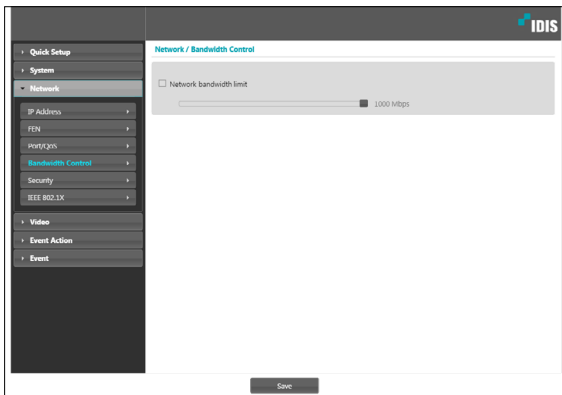 IDIS
Quick Setup
System
Network
IP Address
FEN
Port/QoS
Bandwidth Control
Security
IEEE 802.1X
Video
Event Action
Event
Network / Bandwidth Control
Network bandwidth limit
1000 Mbps
Save